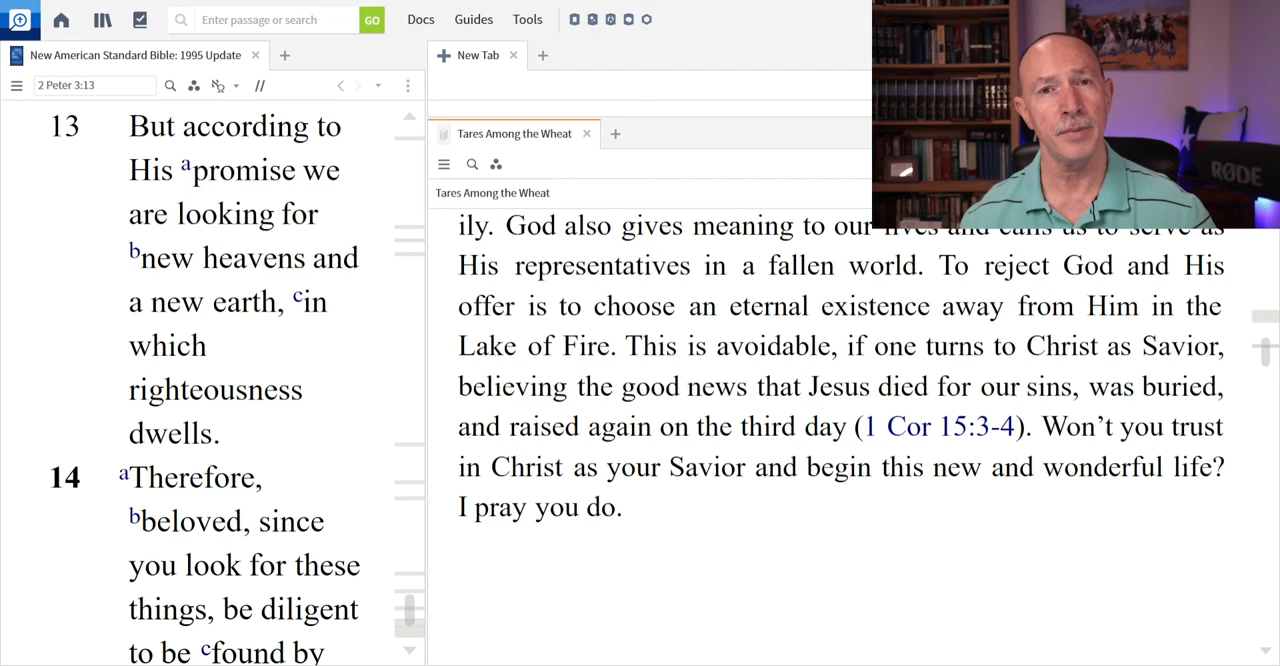 Enter passage or search
GO
Docs
Guides
Tools
New American Standard Bible: 1995 Update
New Tab
2 Peter 3:13
13 But according to
His ᵃpromise we
are looking for
ᵇnew heavens and
a new earth, ᶜin
which
righteousness
dwells.
14 ᵃTherefore,
ᵇbeloved, since
you look for these
things, be diligent
to be ᶜfound by
Tares Among the Wheat
Tares Among the Wheat
ily. God also gives meaning to our lives and calls us to serve as
His representatives in a fallen world. To reject God and His
offer is to choose an eternal existence away from Him in the
Lake of Fire. This is avoidable, if one turns to Christ as Savior,
believing the good news that Jesus died for our sins, was buried,
and raised again on the third day (1 Cor 15:3-4). Won’t you trust
in Christ as your Savior and begin this new and wonderful life?
I pray you do.
RØDE